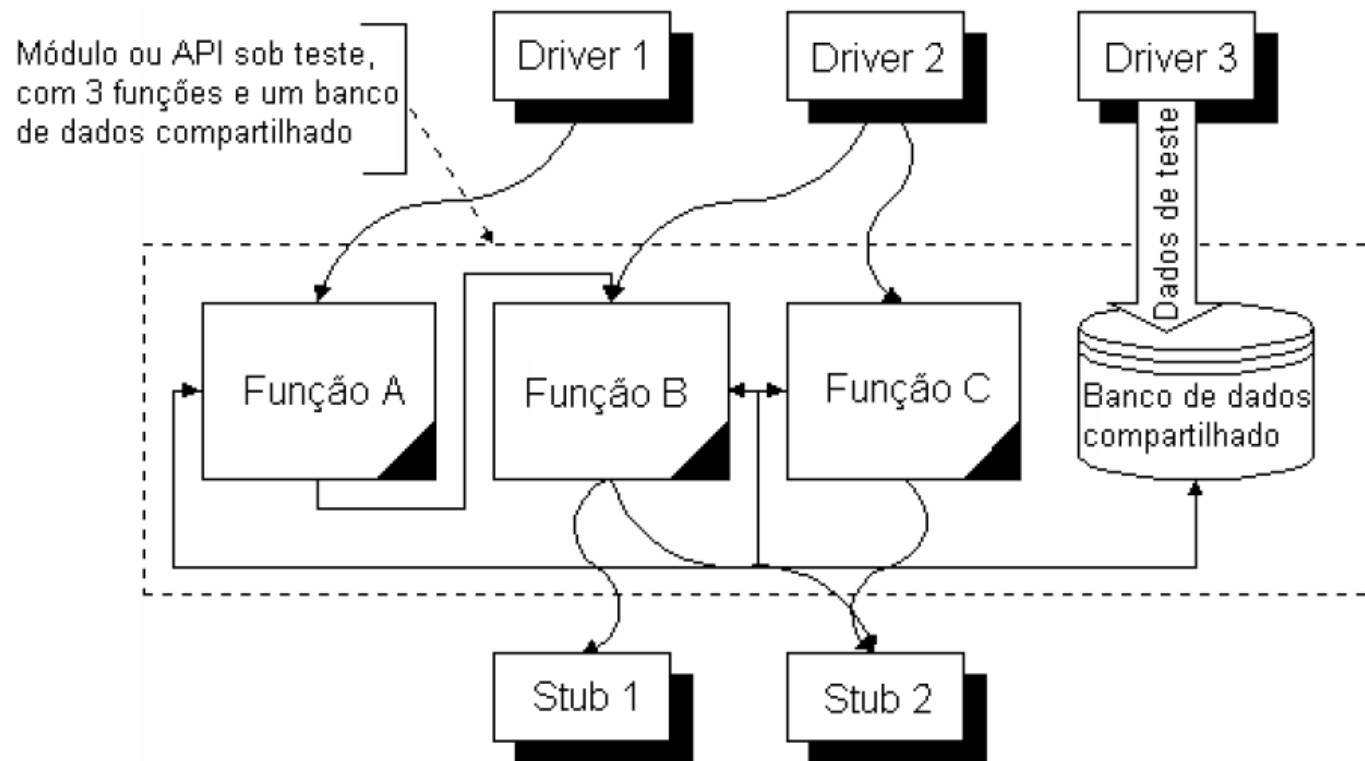 Módulo ou API sob teste,
com 3 funções e um banco
de dados compartilhado
Driver 1
Driver 2
Driver 3
Dados de teste
Função A
Função B
Função C
Banco de dados
compartilhado
Stub 1
Stub 2